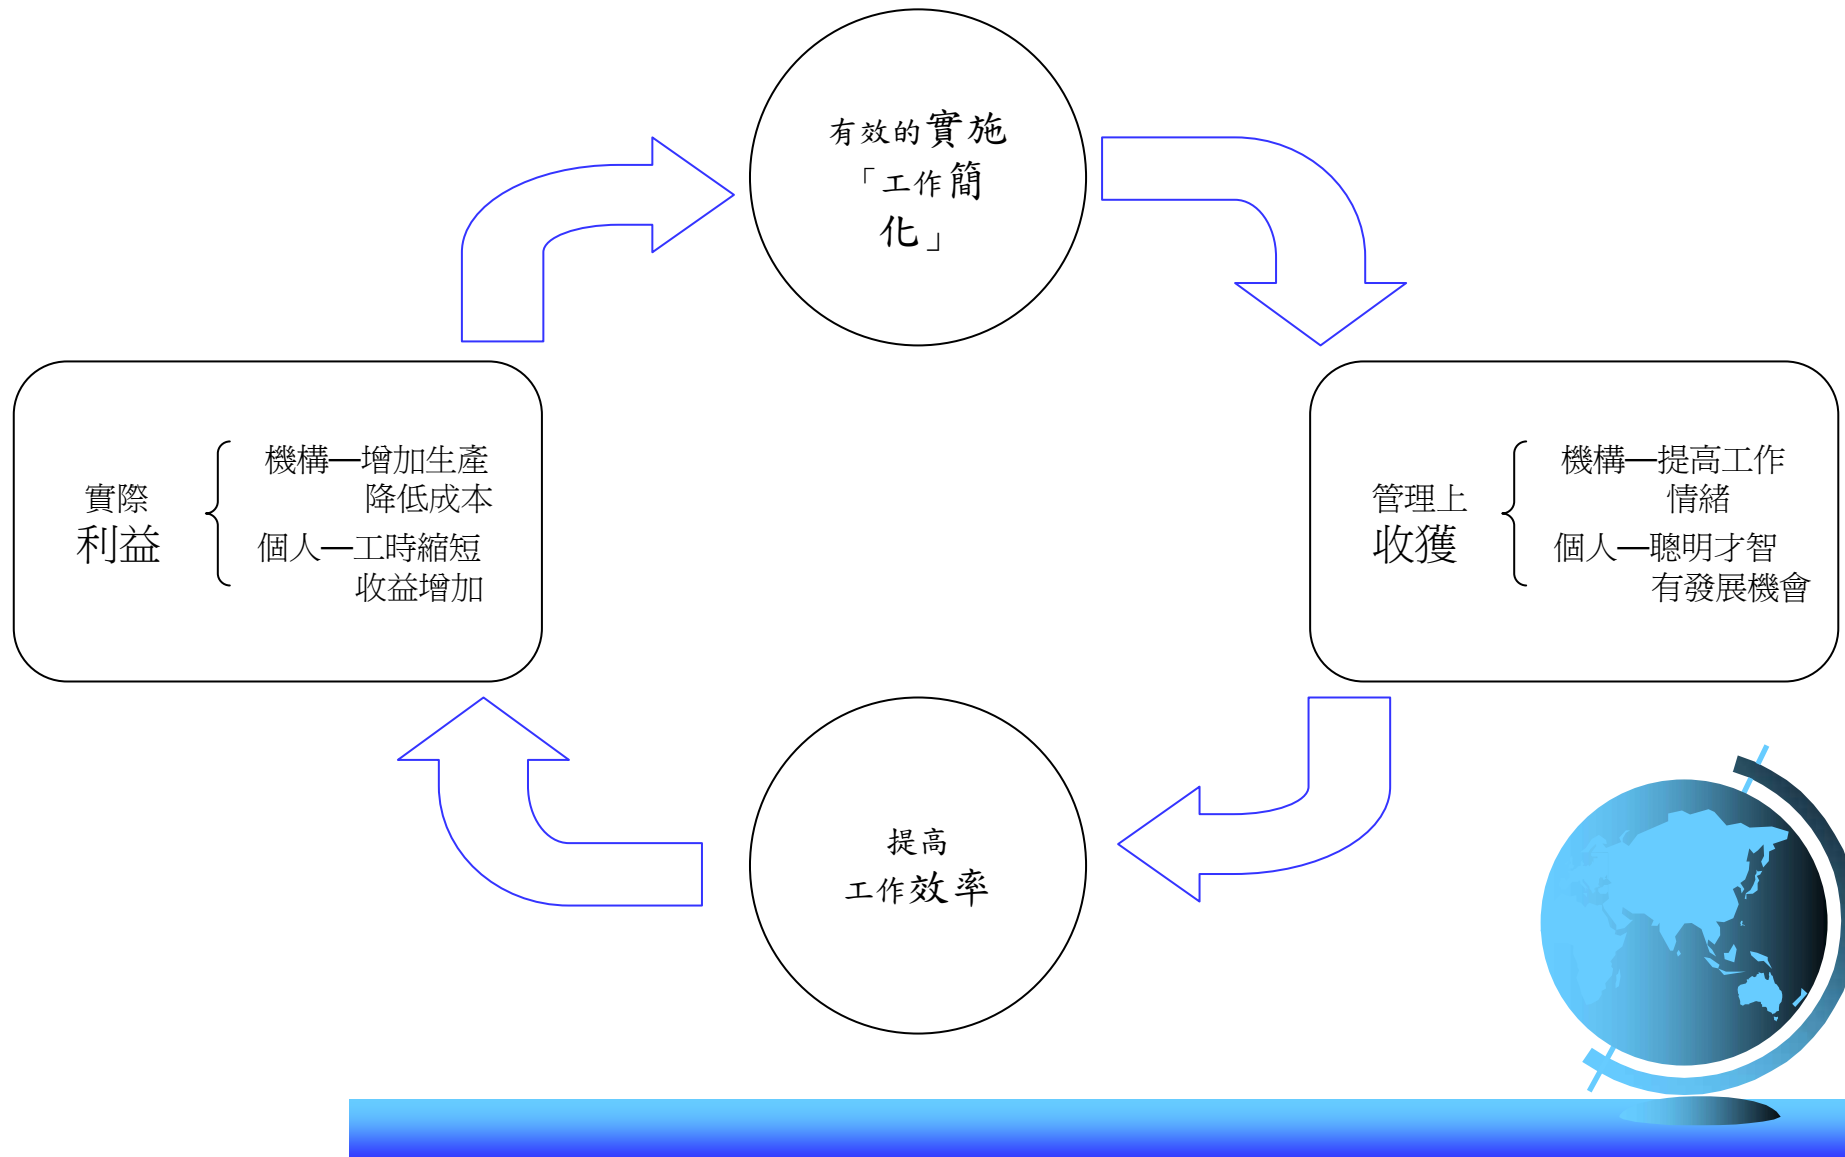 有效的實施
「工作簡
化」
實際
利益
機構—增加生產
降低成本
個人—工時縮短
收益增加
管理上
收獲
機構—提高工作
情緒
個人—聰明才智
有發展機會
提高
工作效率